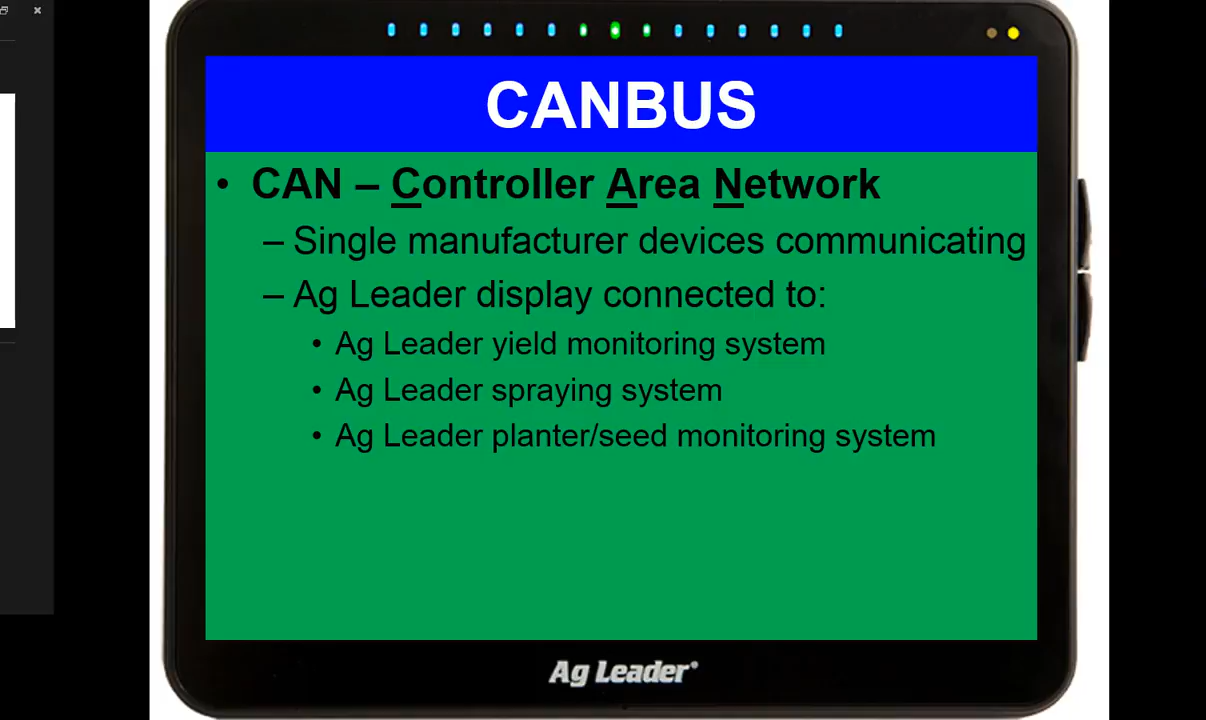 CANBUS
• CAN – Controller Area Network
– Single manufacturer devices communicating
– Ag Leader display connected to:
• Ag Leader yield monitoring system
• Ag Leader spraying system
• Ag Leader planter/seed monitoring system
Ag Leader®